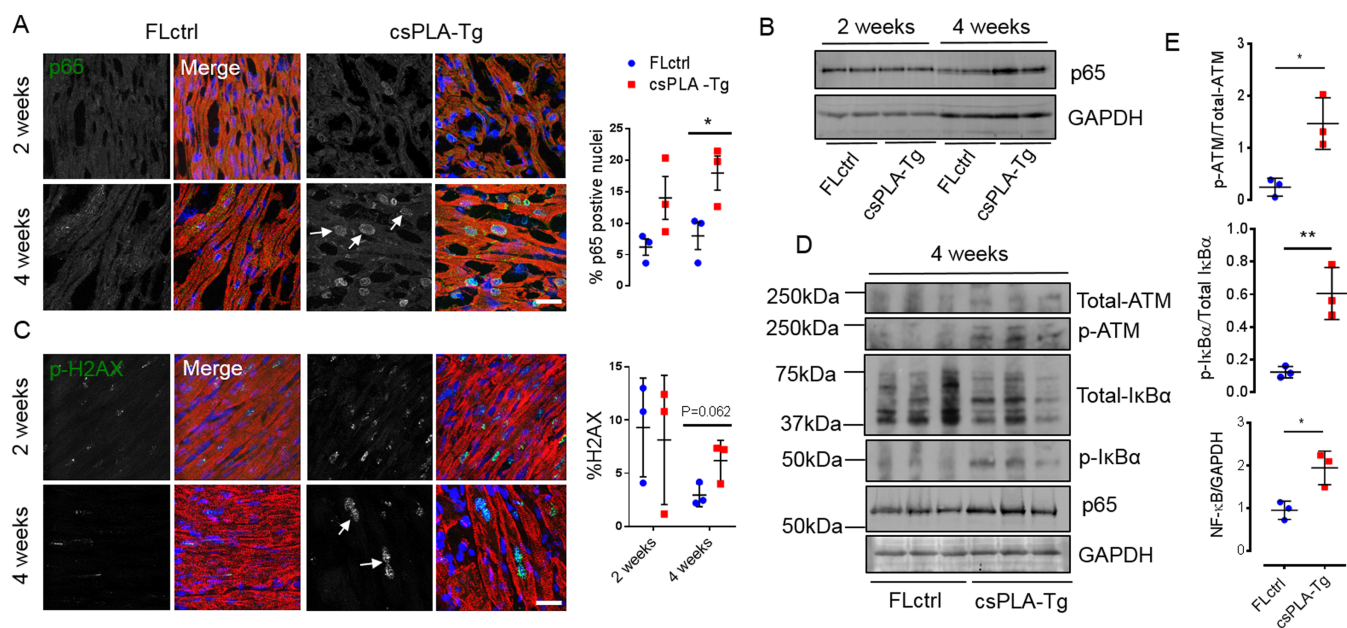 A
FLctrl
csPLA-Tg
p65
Merge
2 weeks
4 weeks
FLctrl
csPLA -Tg
% p65 postive nuclei
25
20
15
10
5
0
*
B
2 weeks
4 weeks
p65
GAPDH
FLctrl
csPLA-Tg
FLctrl
csPLA-Tg
C
p-H2AX
Merge
2 weeks
4 weeks
%H2AX
15
10
5
0
P=0.062
2 weeks
4 weeks
D
4 weeks
250kDa
Total-ATM
250kDa
p-ATM
75kDa
Total-IκBα
37kDa
50kDa
p-IκBα
p65
50kDa
GAPDH
FLctrl
csPLA-Tg
E
p-ATM/Total-ATM
3
2
1
0
*
p-IκBα/Total IκBα
1.0
0.8
0.6
0.4
0.2
0.0
**
NF-κB/GAPDH
3
2
1
0
*
FLctrl
csPLA-Tg